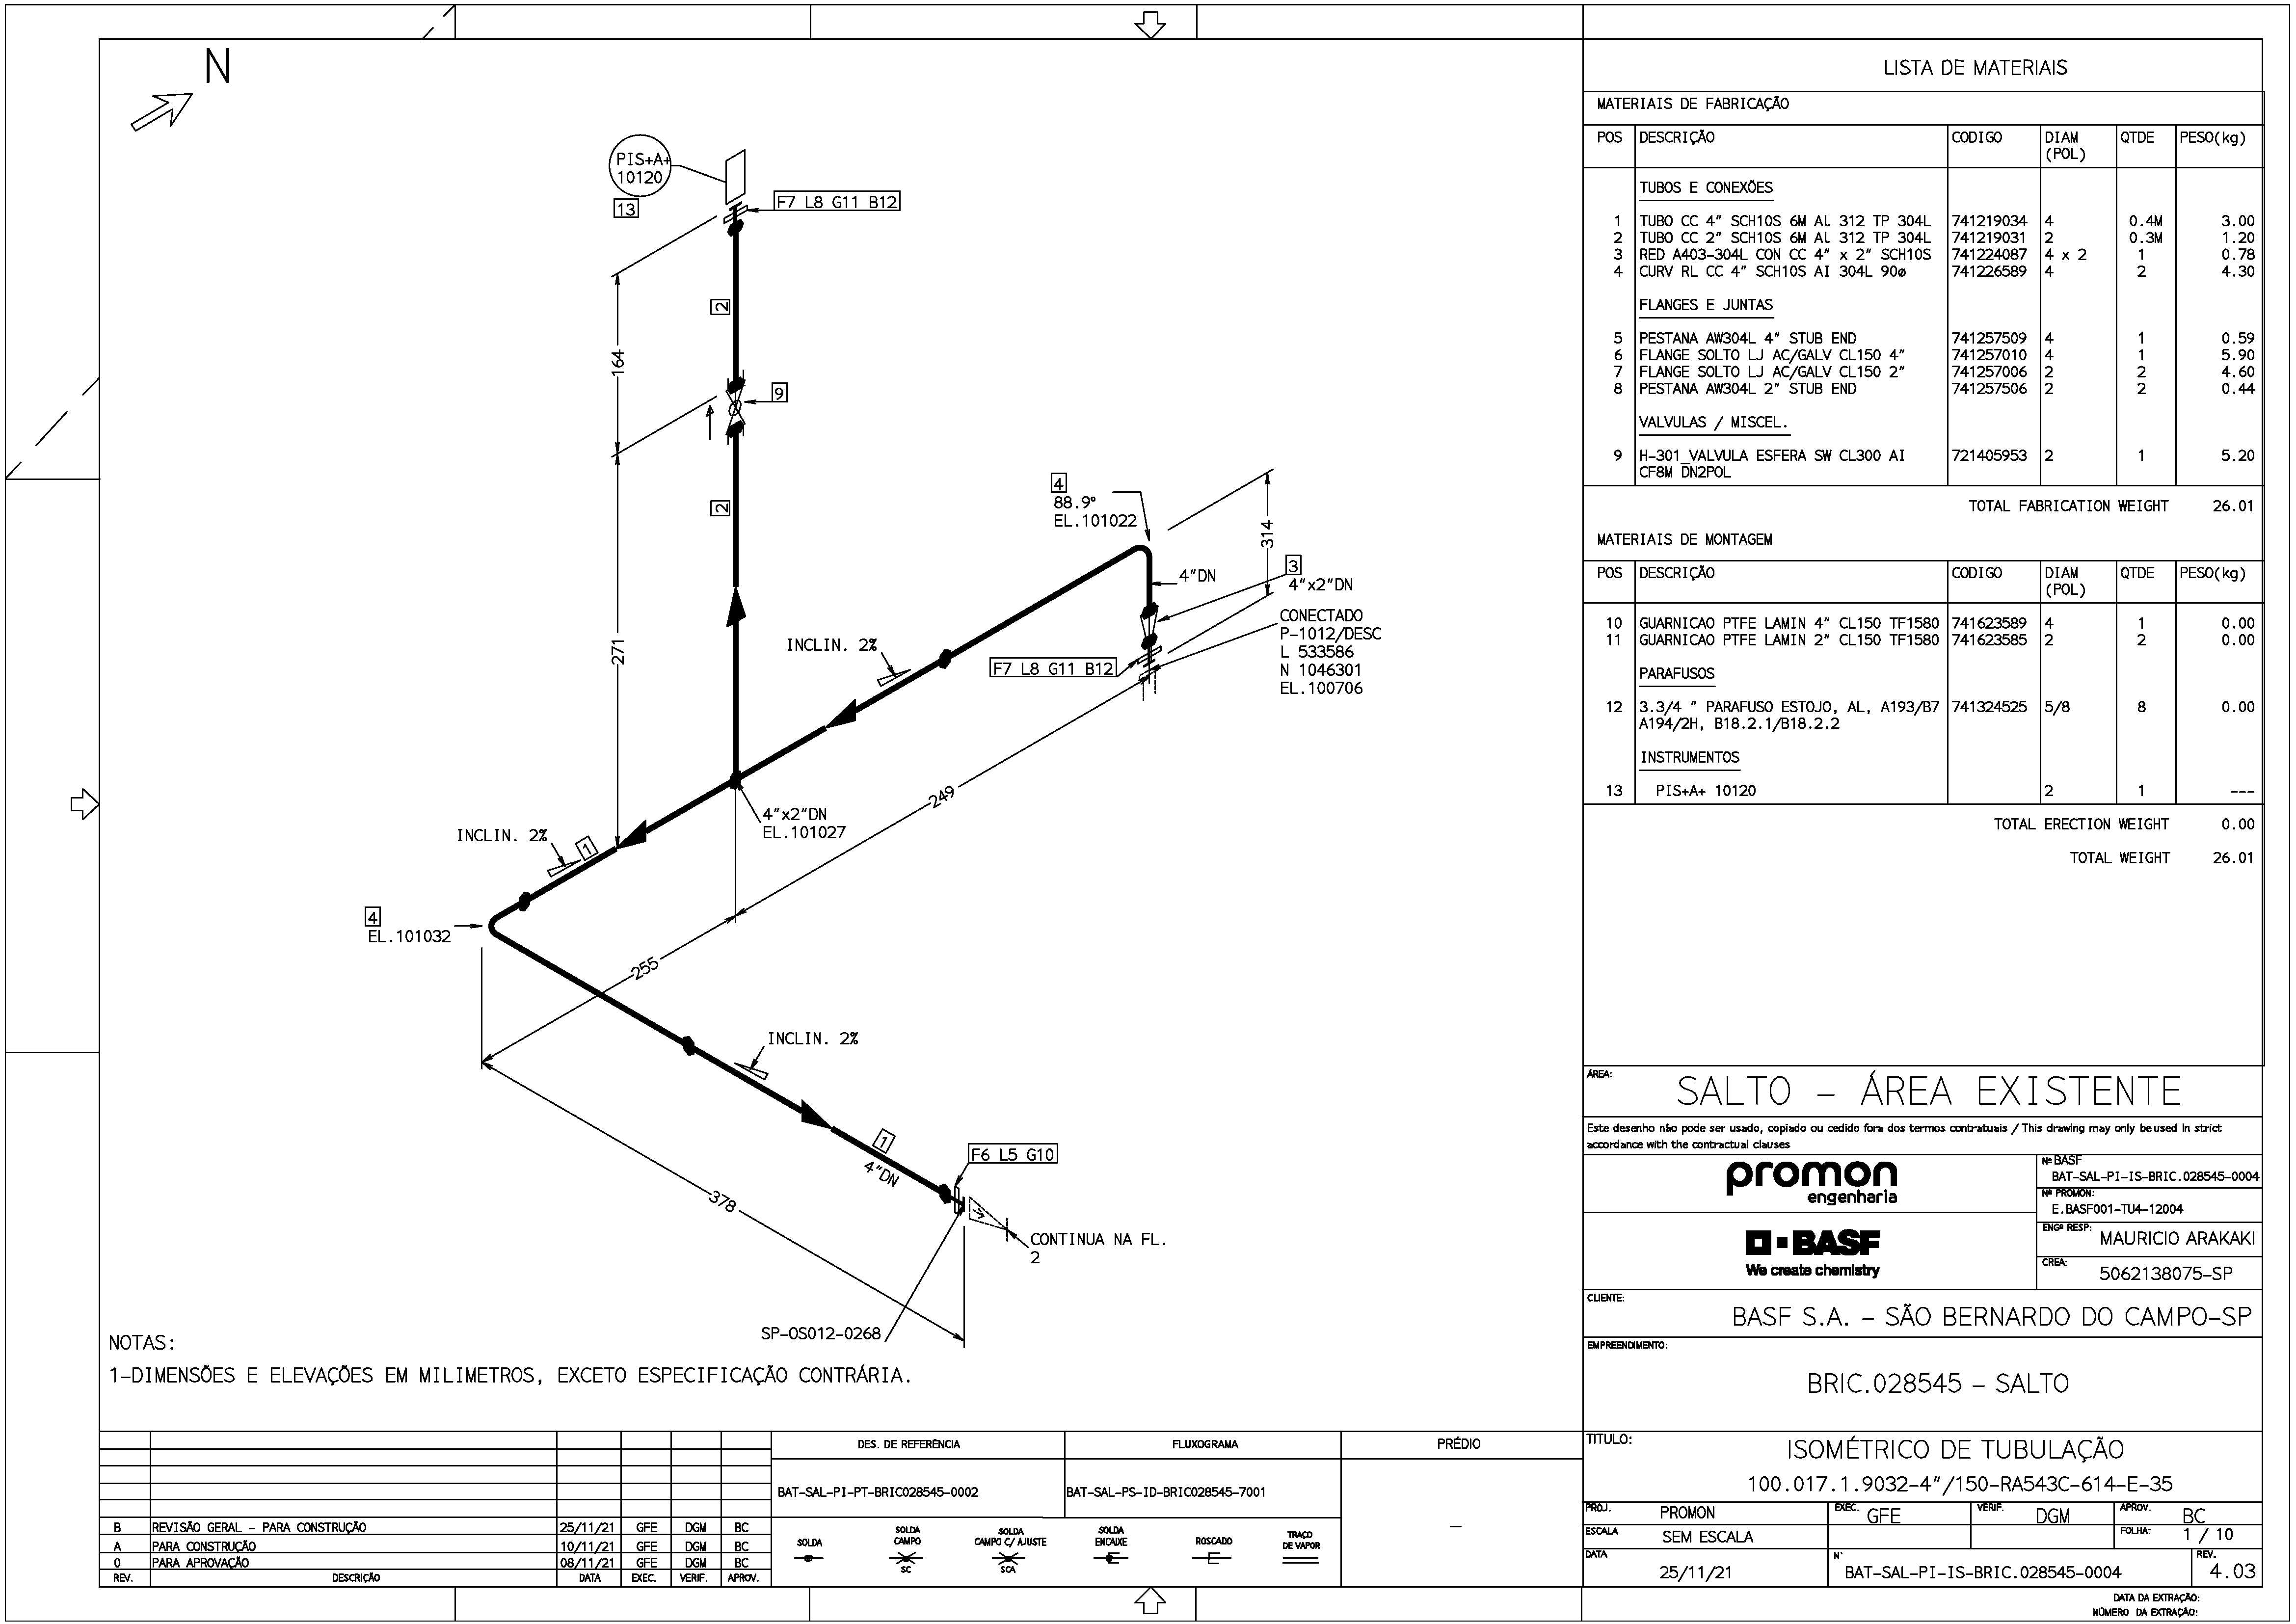 N
PIS+A+
10120
13
F7 L8 G11 B12
2
164
9
2
271
4
88.9°
EL.101022
314
3
4"x2"DN
4"DN
CONECTADO
P-1012/DESC
L 533586
N 1046301
EL.100706
INCLIN. 2%
F7 L8 G11 B12
249
4"x2"DN
EL.101027
INCLIN. 2%
1
4
EL.101032
255
INCLIN. 2%
1
4"DN
F6 L5 G10
378
CONTINUA NA FL.
2
SP-OS012-0268
NOTAS:
1-DIMENSÕES E ELEVAÇÕES EM MILIMETROS, EXCETO ESPECIFICAÇÃO CONTRÁRIA.
LISTA DE MATERIAIS
MATERIAIS DE FABRICAÇÃO
POS DESCRIÇÃO CODIGO DIAM (POL) QTDE PESO(kg)
TUBOS E CONEXÕES
1 TUBO CC 4" SCH10S 6M AL 312 TP 304L 741219034 4 0.4M 3.00
2 TUBO CC 2" SCH10S 6M AL 312 TP 304L 741219031 2 0.3M 1.20
3 RED A403-304L CON CC 4" x 2" SCH10S 741224087 4 x 2 1 0.78
4 CURV RL CC 4" SCH10S AI 304L 90ø 741226589 4 2 4.30
FLANGES E JUNTAS
5 PESTANA AW304L 4" STUB END 741257509 4 1 0.59
6 FLANGE SOLTO LJ AC/GALV CL150 4" 741257010 4 1 5.90
7 FLANGE SOLTO LJ AC/GALV CL150 2" 741257006 2 2 4.60
8 PESTANA AW304L 2" STUB END 741257506 2 2 0.44
VALVULAS / MISCEL.
9 H-301_VALVULA ESFERA SW CL300 AI 721405953 2 1 5.20
CF8M DN2POL
TOTAL FABRICATION WEIGHT 26.01
MATERIAIS DE MONTAGEM
POS DESCRIÇÃO CODIGO DIAM (POL) QTDE PESO(kg)
10 GUARNICAO PTFE LAMIN 4" CL150 TF1580 741623589 4 1 0.00
11 GUARNICAO PTFE LAMIN 2" CL150 TF1580 741623585 2 2 0.00
PARAFUSOS
12 3.3/4 " PARAFUSO ESTOJO, AL, A193/B7 741324525 5/8 8 0.00
A194/2H, B18.2.1/B18.2.2
INSTRUMENTOS
13 PIS+A+ 10120 2 1 ---
TOTAL ERECTION WEIGHT 0.00
TOTAL WEIGHT 26.01
ÁREA:
SALTO - ÁREA EXISTENTE
Este desenho não pode ser usado, copiado ou cedido fora dos termos contratuais / This drawing may only be used in strict
accordance with the contractual clauses
promon
engenharia
Nº BASF
BAT-SAL-PI-IS-BRIC.028545-0004
Nº PROMON:
E.BASF001-TU4-12004
BASF
We create chemistry
ENGº RESP:
MAURICIO ARAKAKI
CREA:
5062138075-SP
CLIENTE:
BASF S.A. - SÃO BERNARDO DO CAMPO-SP
EMPREENDIMENTO:
BRIC.028545 - SALTO
TITULO:
ISOMÉTRICO DE TUBULAÇÃO
100.017.1.9032-4"/150-RA543C-614-E-35
PROJ. PROMON EXEC. GFE VERIF. DGM APROV. BC
ESCALA SEM ESCALA FOLHA: 1 / 10
DATA 25/11/21 N° BAT-SAL-PI-IS-BRIC.028545-0004 REV. 4.03
DATA DA EXTRAÇÃO:
NÚMERO DA EXTRAÇÃO:
B REVISÃO GERAL - PARA CONSTRUÇÃO 25/11/21 GFE DGM BC
A PARA CONSTRUÇÃO 10/11/21 GFE DGM BC
0 PARA APROVAÇÃO 08/11/21 GFE DGM BC
REV. DESCRIÇÃO DATA EXEC. VERIF. APROV.
DES. DE REFERÊNCIA FLUXOGRAMA PRÉDIO
BAT-SAL-PI-PT-BRIC028545-0002 BAT-SAL-PS-ID-BRIC028545-7001 -
SOLDA
SOLDA CAMPO
SC
SOLDA CAMPO C/ AJUSTE
SCA
SOLDA ENCAIXE
ROSCADO
TRAÇO DE VAPOR